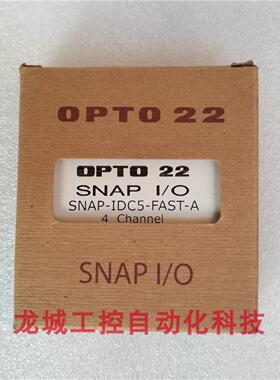 OPTO 22
OPTO 22
SNAP I/O
SNAP-IDC5-FAST-A
4 Channel
SNAP I/O
龙城工控自动化科技